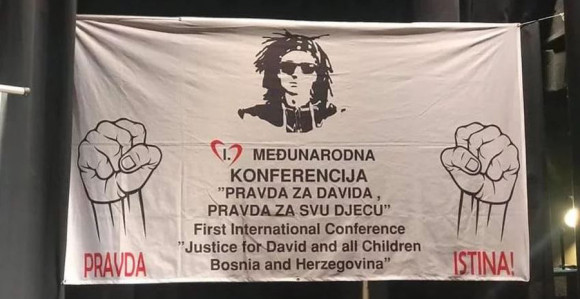 I. MEĐUNARODNA
KONFERENCIJA
"PRAVDA ZA DAVIDA ,
PRAVDA ZA SVU DJECU"
First International Conference
"Justice for David and all Children
Bosnia and Herzegovina"
PRAVDA
ISTINA!